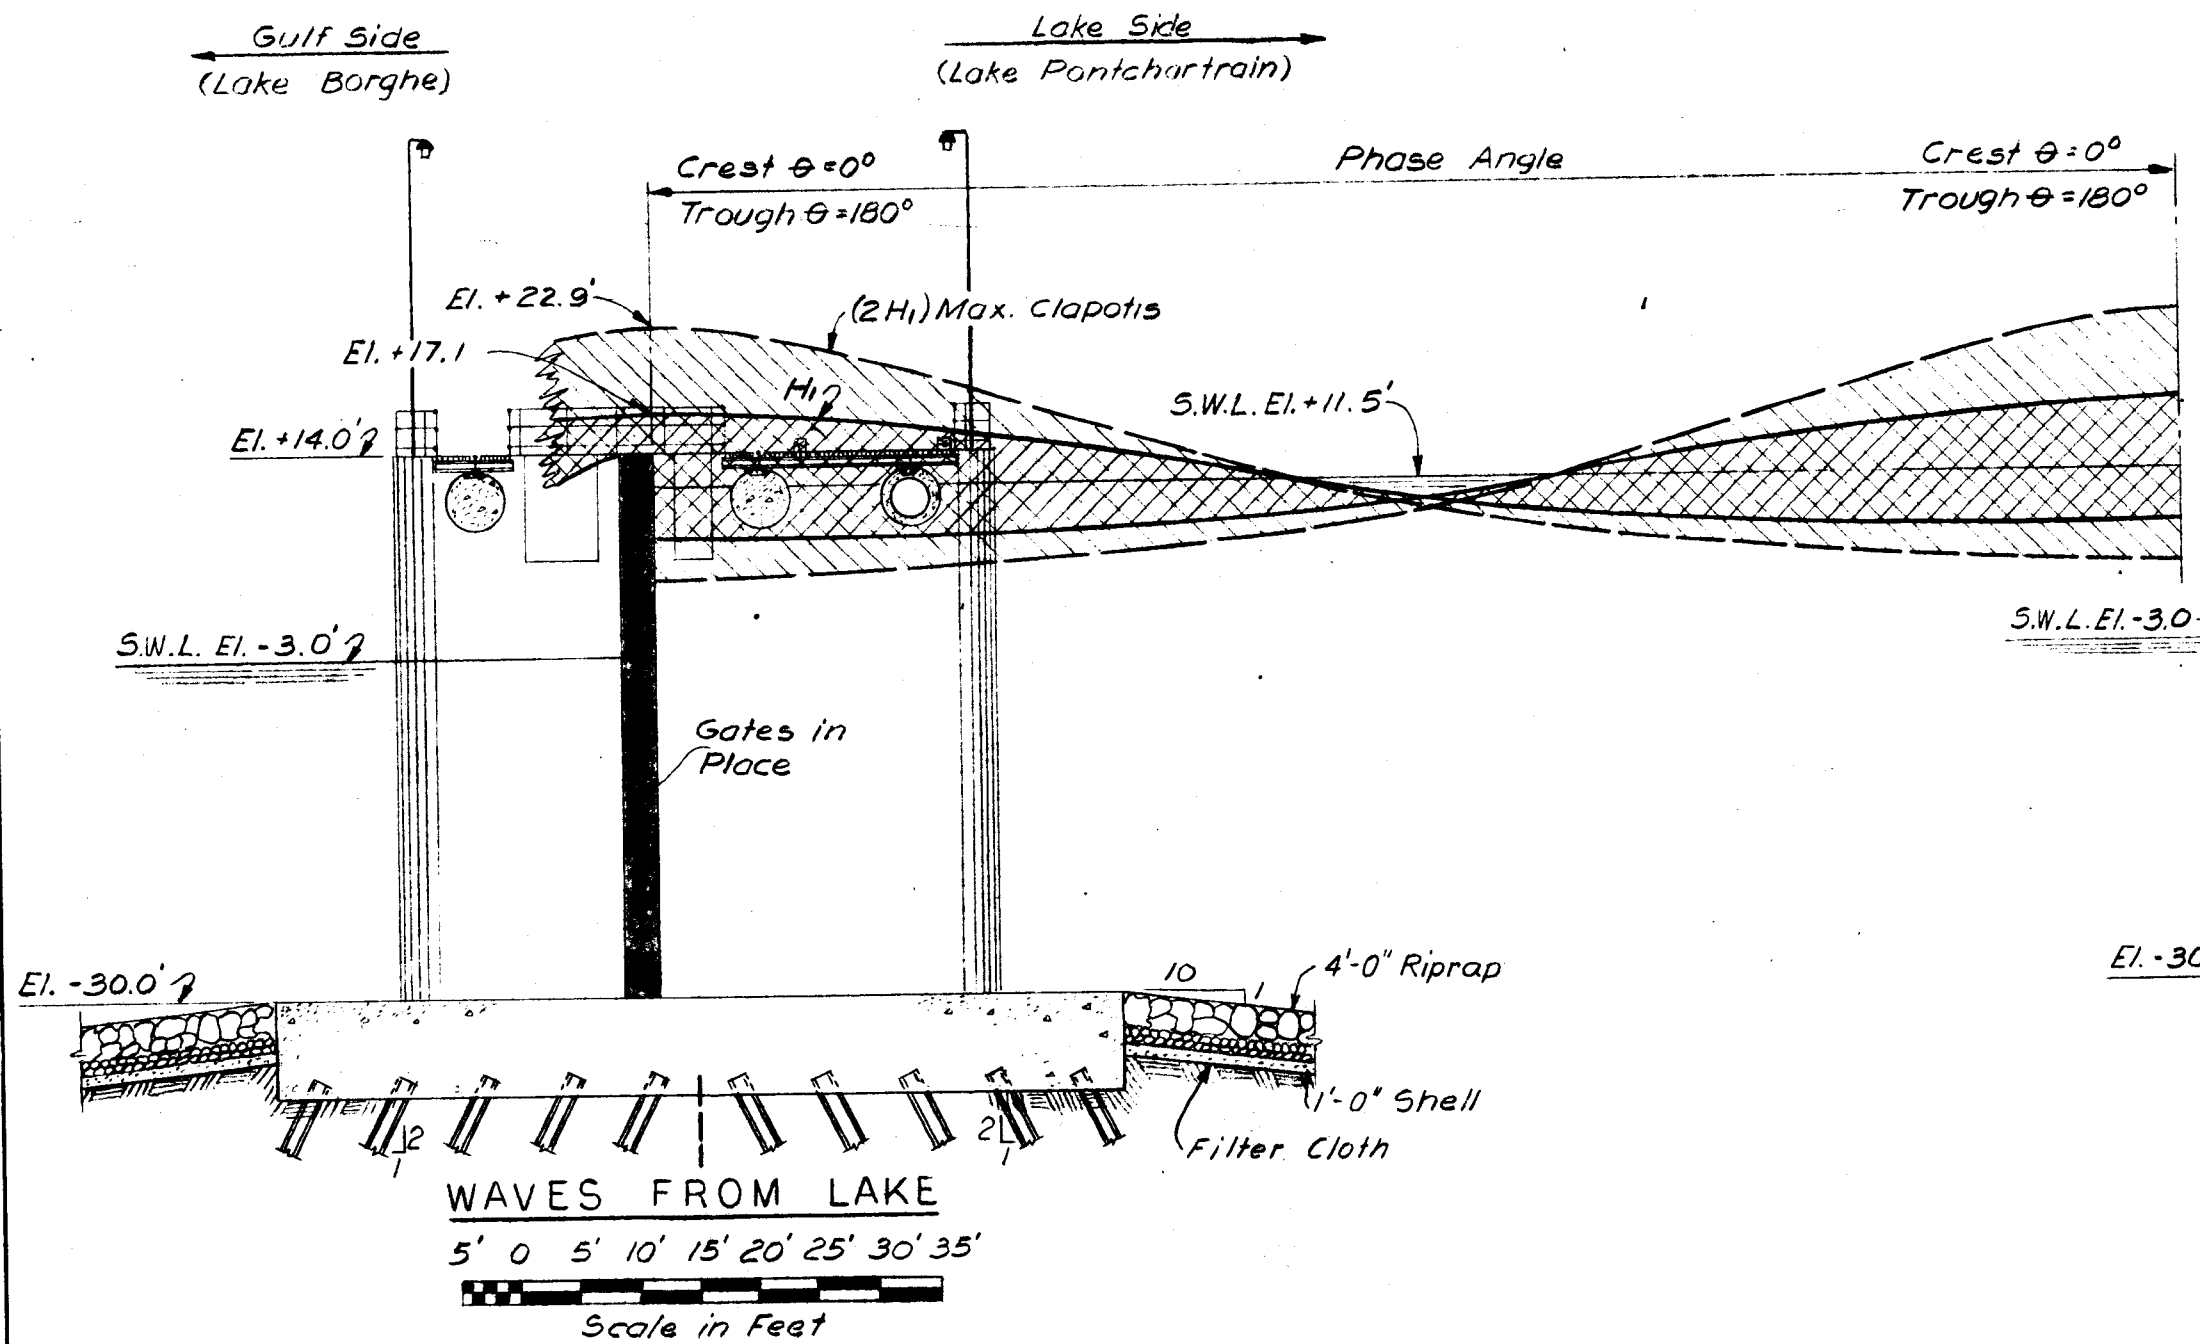 Gulf Side
(Lake Borghe)
Lake Side
(Lake Pontchartrain)
Crest θ=0°
Trough θ=180°
Phase Angle
Crest θ=0°
Trough θ=180°
El. +22.9'
(2H₁) Max. Clapotis
El. +17.1
H₁
S.W.L. El. +11.5'
El. +14.0'
S.W.L. El. -3.0'
S.W.L. El. -3.0
Gates in
Place
El. -30.0'
10
1
4'-0" Riprap
El. -30
1'-0" Shell
2
1
2
1
Filter Cloth
WAVES FROM LAKE
5' 0 5' 10' 15' 20' 25' 30' 35'
Scale in Feet